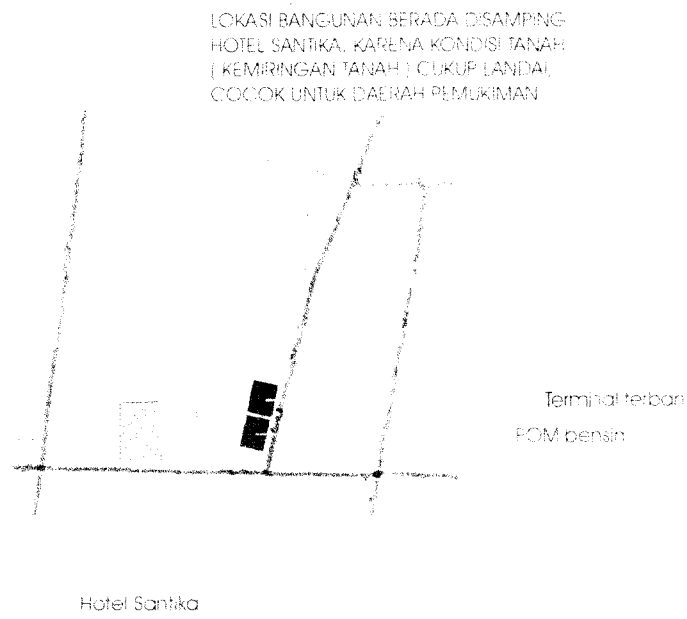 LOKASI BANGUNAN BERADA DISAMPING
HOTEL SANTIKA. KARENA KONDISI TANAH
( KEMIRINGAN TANAH ) CUKUP LANDAI,
COCOK UNTUK DAERAH PEMUKIMAN
Terminal terban
POM bensin
Hotel Santika